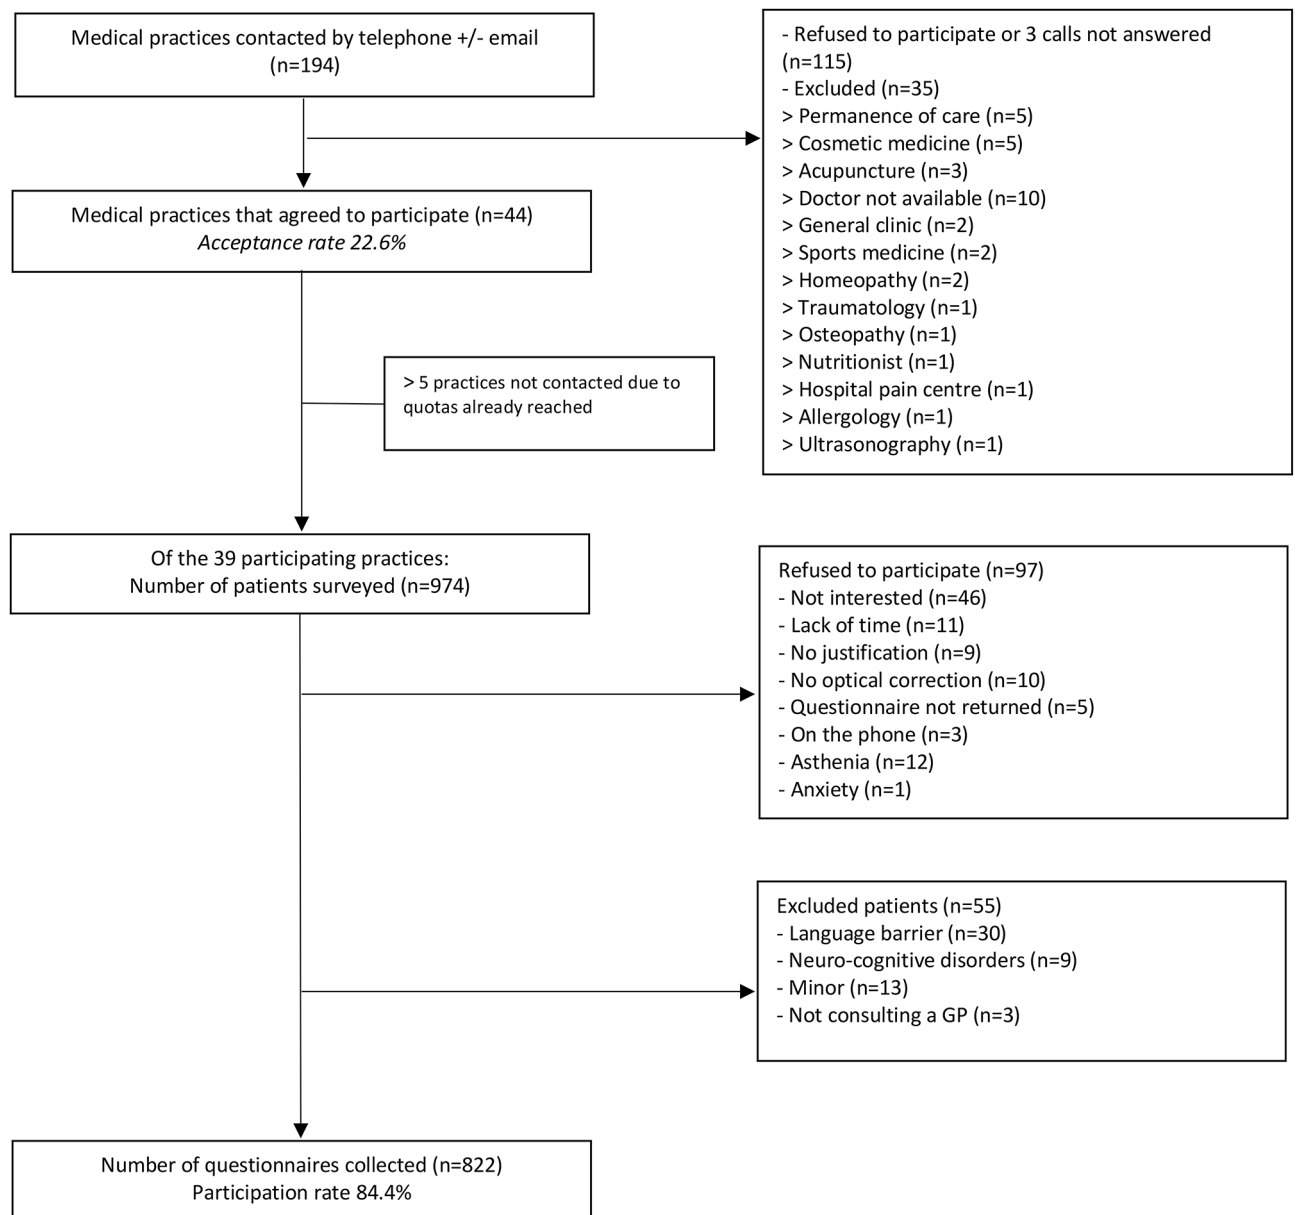 Medical practices contacted by telephone +/- email
(n=194)
- Refused to participate or 3 calls not answered
(n=115)
- Excluded (n=35)
> Permanence of care (n=5)
> Cosmetic medicine (n=5)
> Acupuncture (n=3)
> Doctor not available (n=10)
> General clinic (n=2)
> Sports medicine (n=2)
> Homeopathy (n=2)
> Traumatology (n=1)
> Osteopathy (n=1)
> Nutritionist (n=1)
> Hospital pain centre (n=1)
> Allergology (n=1)
> Ultrasonography (n=1)
Medical practices that agreed to participate (n=44)
Acceptance rate 22.6%
> 5 practices not contacted due to
quotas already reached
Of the 39 participating practices:
Number of patients surveyed (n=974)
Refused to participate (n=97)
- Not interested (n=46)
- Lack of time (n=11)
- No justification (n=9)
- No optical correction (n=10)
- Questionnaire not returned (n=5)
- On the phone (n=3)
- Asthenia (n=12)
- Anxiety (n=1)
Excluded patients (n=55)
- Language barrier (n=30)
- Neuro-cognitive disorders (n=9)
- Minor (n=13)
- Not consulting a GP (n=3)
Number of questionnaires collected (n=822)
Participation rate 84.4%